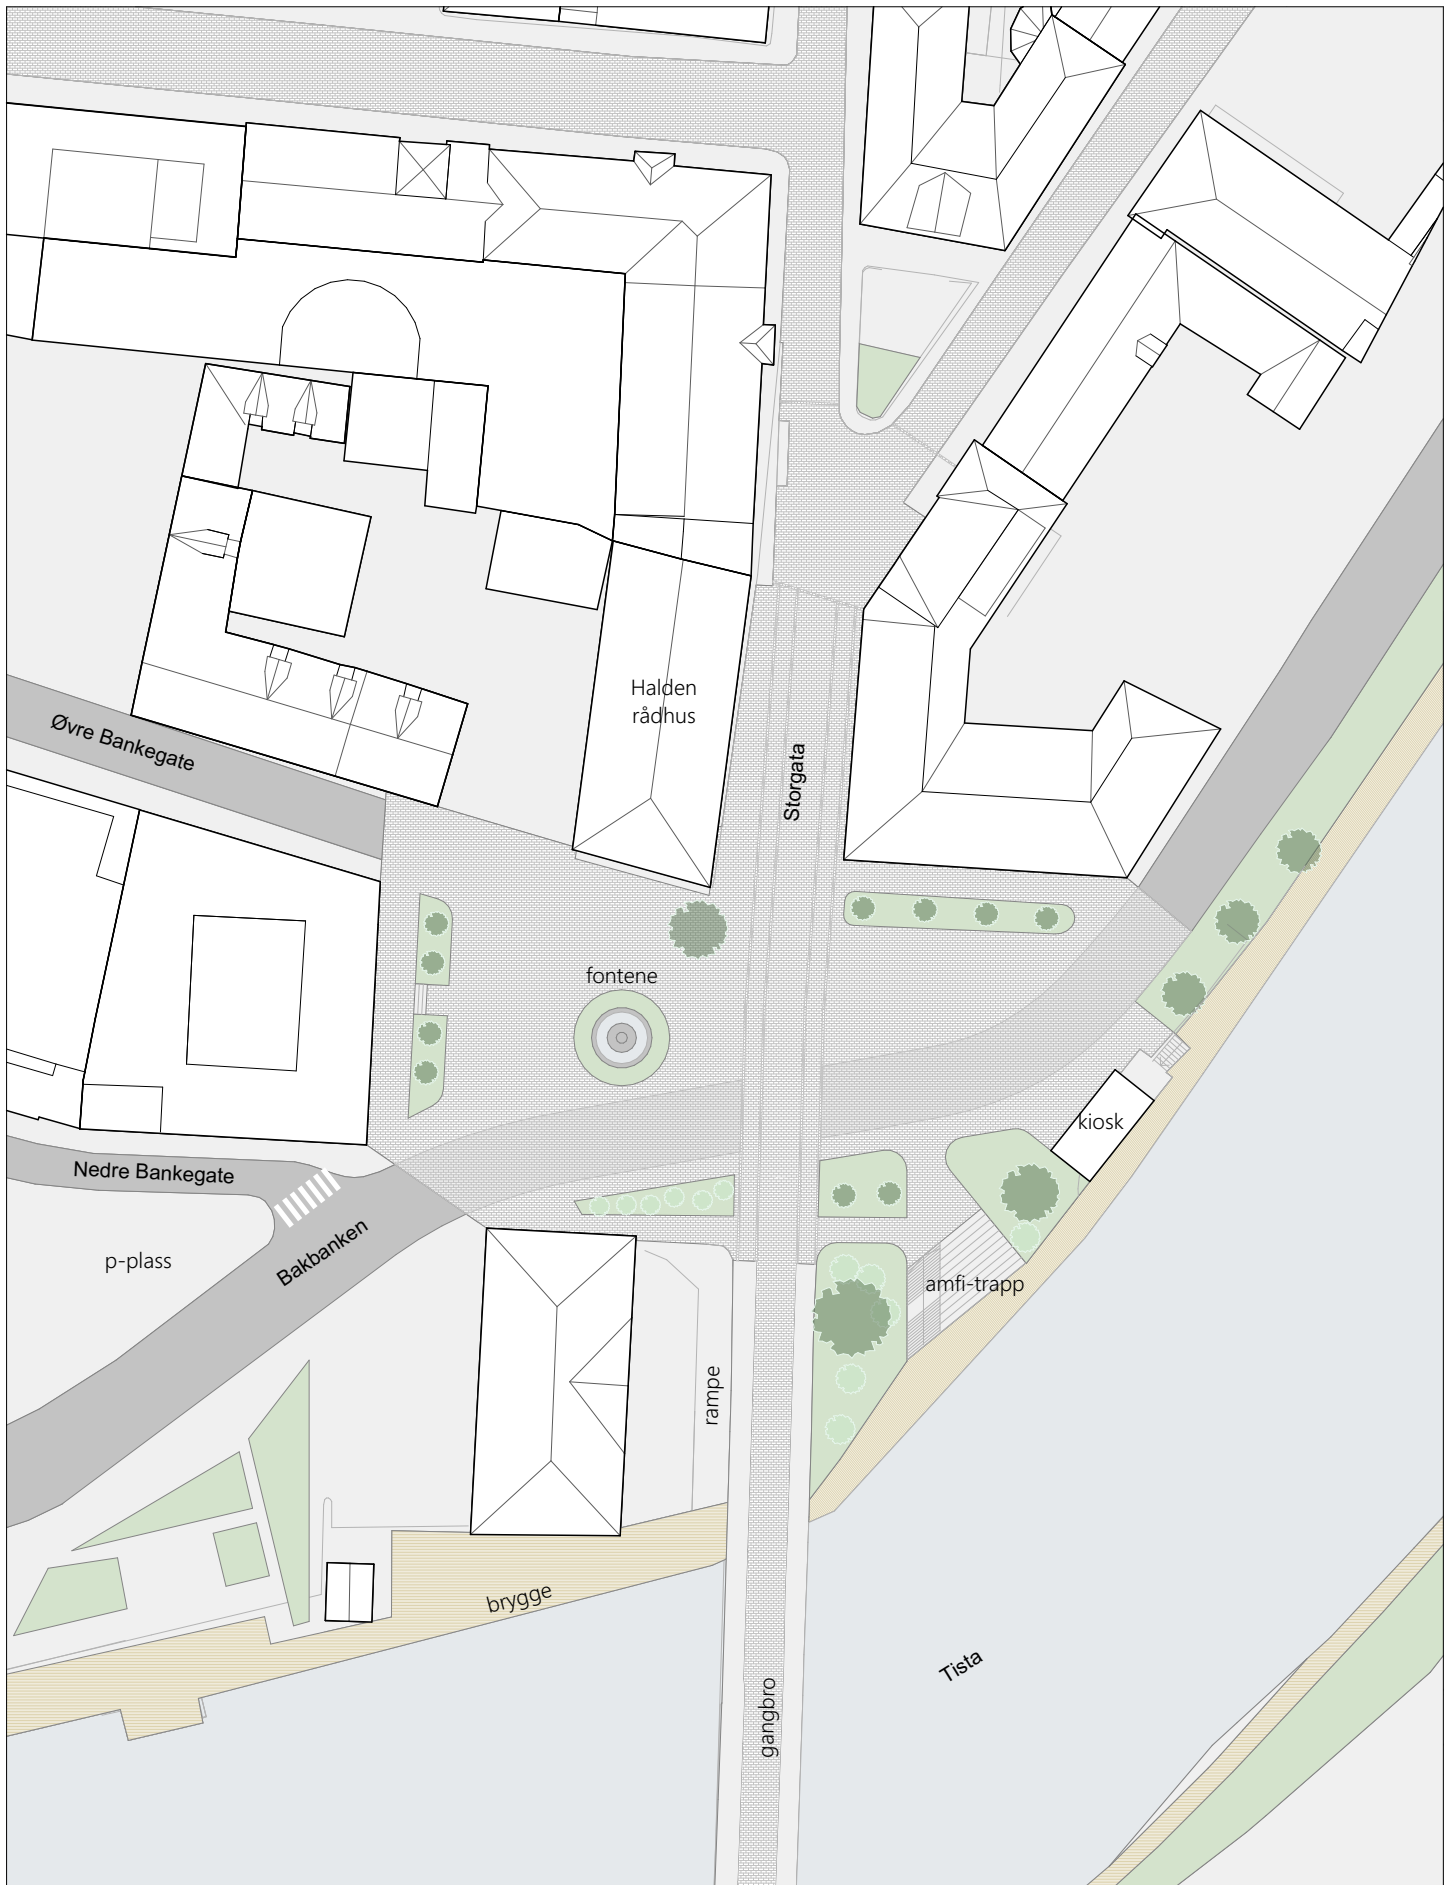 Halden
rådhus
Øvre Bankegate
Storgata
fontene
kiosk
Nedre Bankegate
Bakbanken
p-plass
amfi-trapp
rampe
brygge
Tista
gangbro